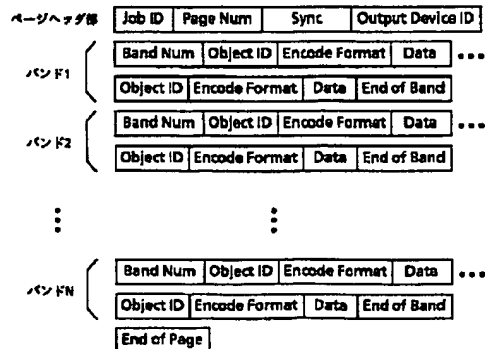 ページヘッダ部 Job ID Page Num Sync Output Device ID
バンド1 Band Num Object ID Encode Format Data •••
Object ID Encode Format Data End of Band
バンド2 Band Num Object ID Encode Format Data •••
Object ID Encode Format Data End of Band
バンドN Band Num Object ID Encode Format Data •••
Object ID Encode Format Data End of Band
End of Page